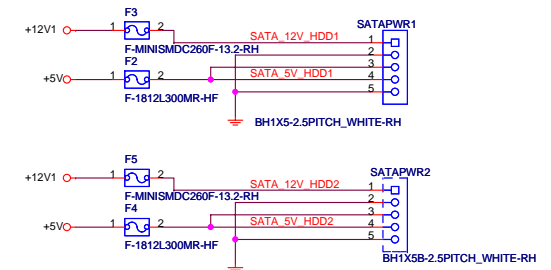 F3
SATAPWR1
+12V1 1 2 SATA_12V_HDD1 1
F-MINISMDC260F-13.2-RH 2
F2 3
+5V 1 2 SATA_5V_HDD1 4
5
F-1812L300MR-HF
BH1X5-2.5PITCH_WHITE-RH
F5
SATAPWR2
+12V1 1 2 SATA_12V_HDD2 1
F-MINISMDC260F-13.2-RH 2
F4 3
+5V 1 2 SATA_5V_HDD2 4
5
F-1812L300MR-HF
BH1X5B-2.5PITCH_WHITE-RH